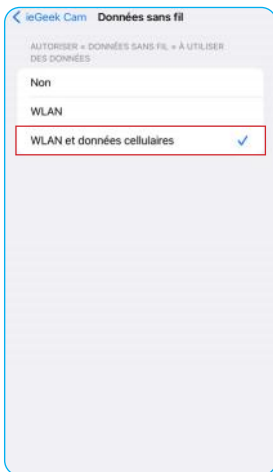 ieGeek Cam Données sans fil
AUTORISER « DONNÉES SANS FIL » À UTILISER
DES DONNÉES
Non
WLAN
WLAN et données cellulaires